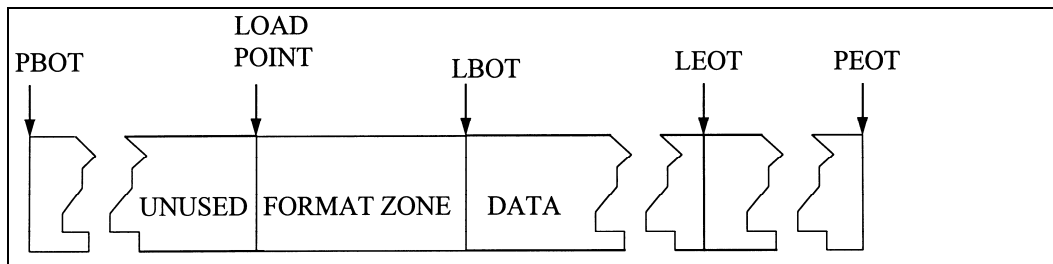 PBOT
LOAD
POINT
LBOT
LEOT
PEOT
UNUSED
FORMAT ZONE
DATA